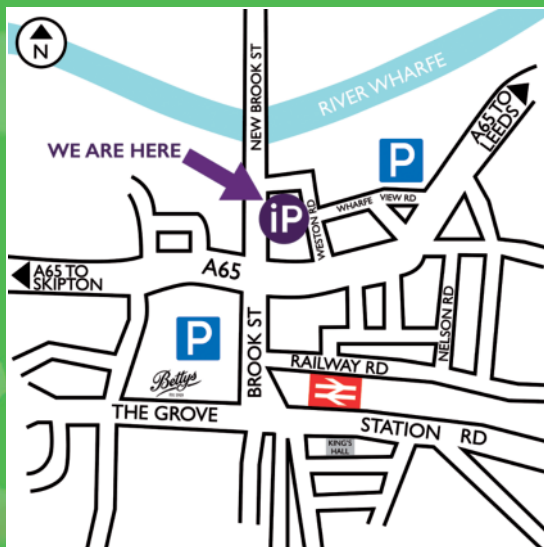 N
NEW BROOK ST
RIVER WHARFE
A65 TO
LEEDS
WE ARE HERE
P
iP
WESTON RD
WHARFE VIEW RD
A65 TO
SKIPTON
A65
NELSON RD
P
BROOK ST
RAILWAY RD
Bettys
THE GROVE
STATION RD
KING'S
HALL